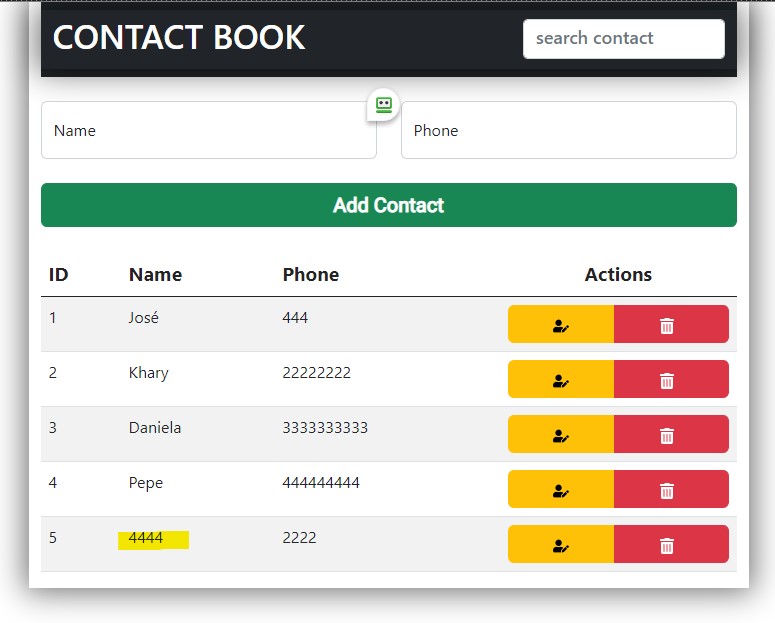 CONTACT BOOK search contact
Name Phone
Add Contact
ID Name Phone Actions
1 José 444
2 Khary 22222222
3 Daniela 3333333333
4 Pepe 444444444
5 4444 2222